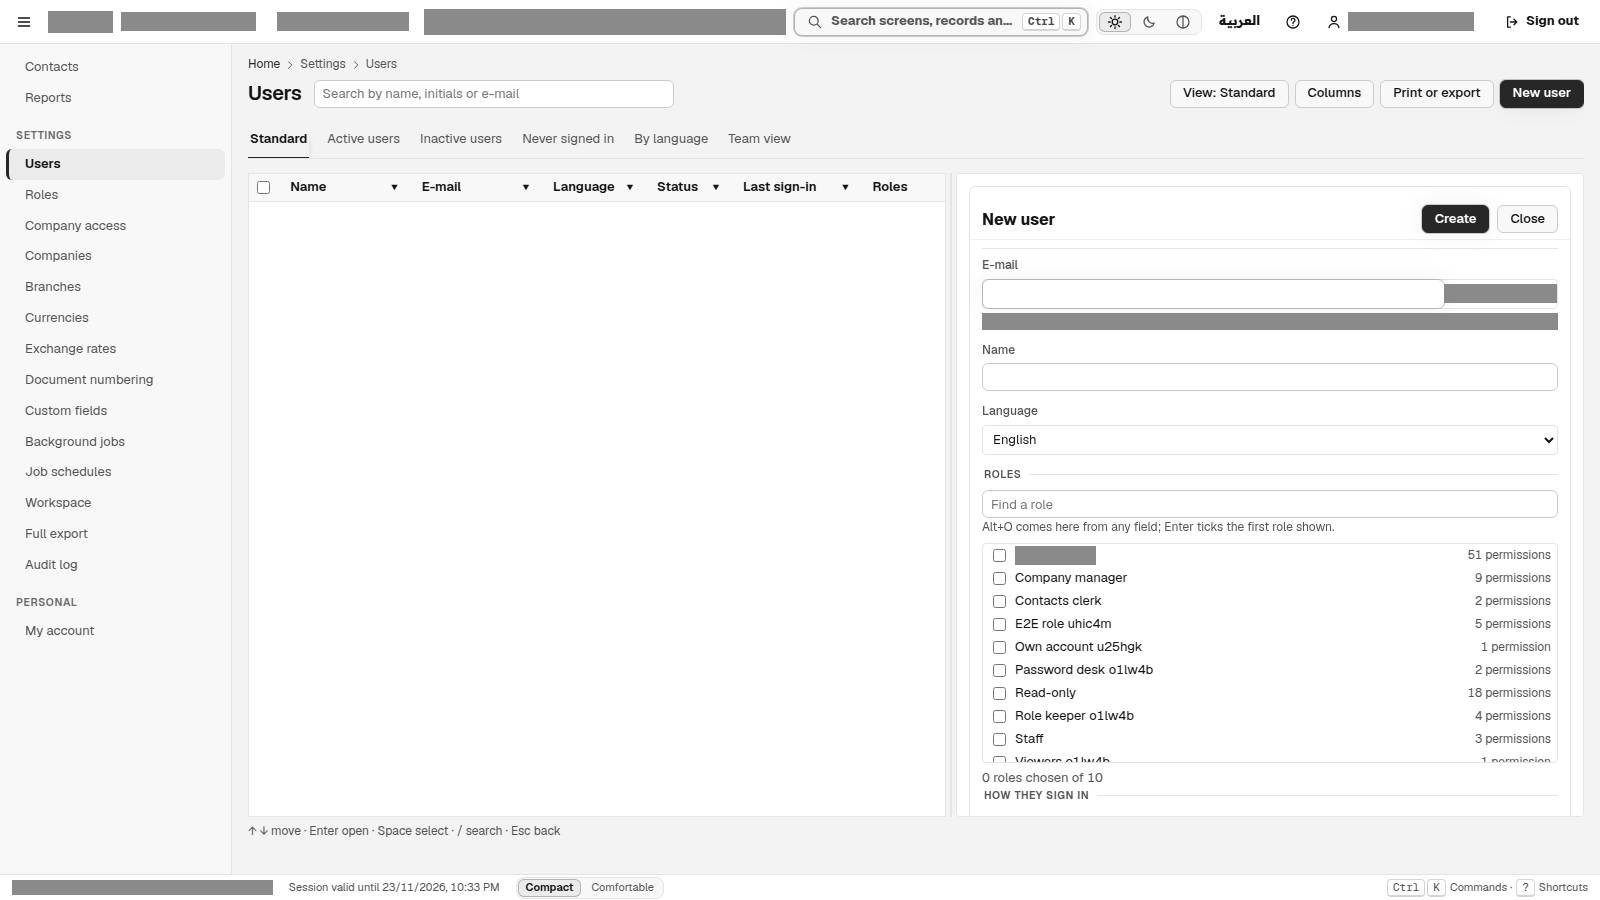 Search screens, records an... Ctrl K
العربية
Sign out
Contacts
Reports
SETTINGS
Users
Roles
Company access
Companies
Branches
Currencies
Exchange rates
Document numbering
Custom fields
Background jobs
Job schedules
Workspace
Full export
Audit log
PERSONAL
My account
Home > Settings > Users
Users
Search by name, initials or e-mail
View: Standard
Columns
Print or export
New user
Standard
Active users
Inactive users
Never signed in
By language
Team view
Name
E-mail
Language
Status
Last sign-in
Roles
New user
Create
Close
E-mail
Name
Language
English
ROLES
Find a role
Alt+O comes here from any field; Enter ticks the first role shown.
51 permissions
Company manager 9 permissions
Contacts clerk 2 permissions
E2E role uhic4m 5 permissions
Own account u25hgk 1 permission
Password desk o1lw4b 2 permissions
Read-only 18 permissions
Role keeper o1lw4b 4 permissions
Staff 3 permissions
Viewers o1lw4b 1 permission
0 roles chosen of 10
HOW THEY SIGN IN
↑↓ move · Enter open · Space select · / search · Esc back
Session valid until 23/11/2026, 10:33 PM
Compact
Comfortable
Ctrl K Commands · ? Shortcuts